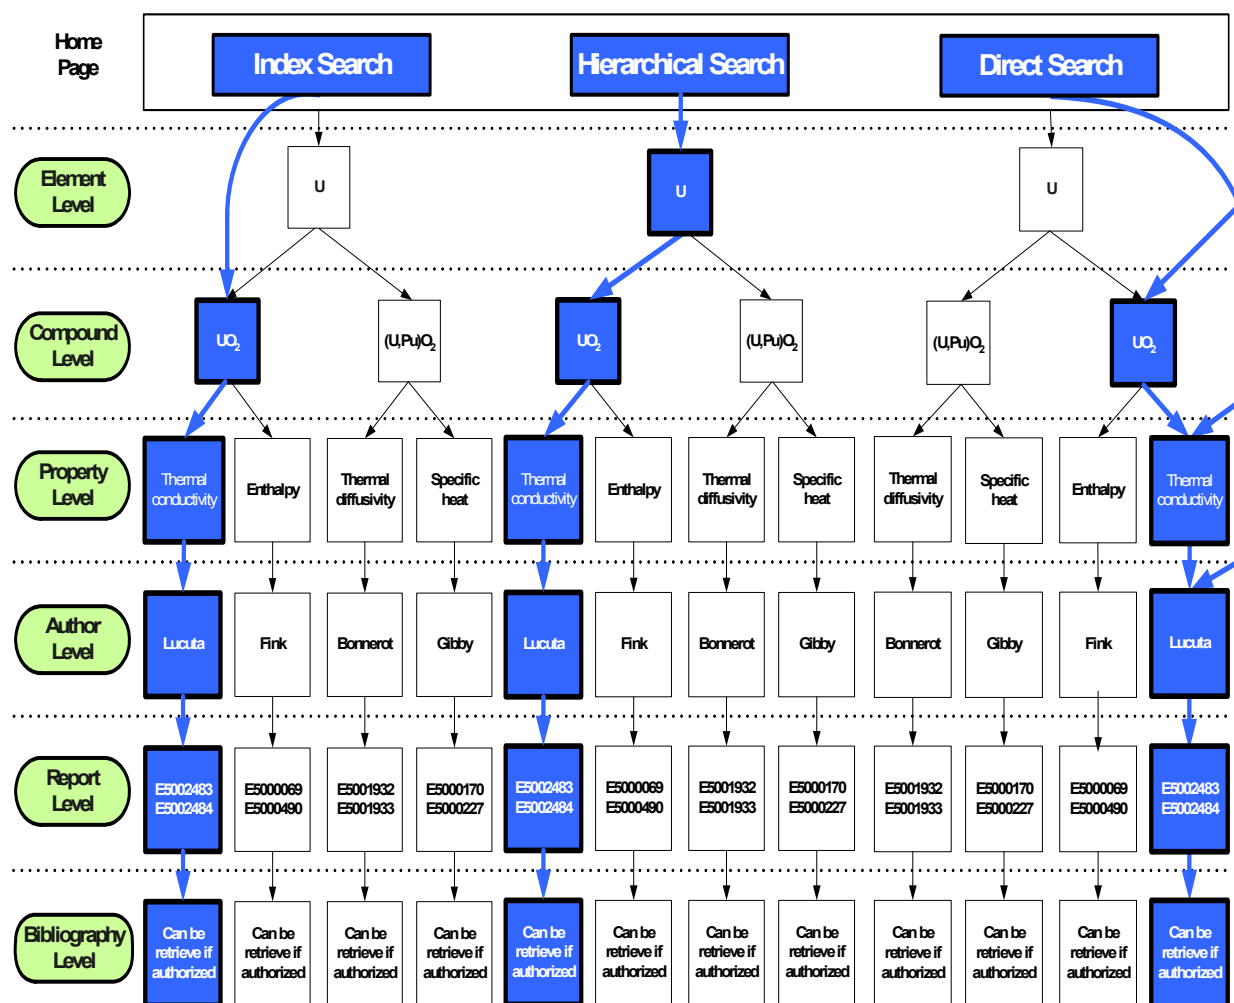 Home
Page
Index Search
Hierarchical Search
Direct Search
Element
Level
U
U
U
Compound
Level
UO2
(U,Pu)O2
UO2
(U,Pu)O2
(U,Pu)O2
UO2
Property
Level
Thermal
conductivity
Enthalpy
Thermal
diffusivity
Specific
heat
Thermal
conductivity
Enthalpy
Thermal
diffusivity
Specific
heat
Thermal
diffusivity
Specific
heat
Enthalpy
Thermal
conductivity
Author
Level
Lucuta
Fink
Bonnerot
Gibby
Lucuta
Fink
Bonnerot
Gibby
Bonnerot
Gibby
Fink
Lucuta
Report
Level
E5002483
E5002484
E5000069
E5000490
E5001932
E5001933
E5000170
E5000227
E5002483
E5002484
E5000069
E5000490
E5001932
E5001933
E5000170
E5000227
E5001932
E5001933
E5000170
E5000227
E5000069
E5000490
E5002483
E5002484
Bibliography
Level
Can be
retrieve if
authorized
Can be
retrieve if
authorized
Can be
retrieve if
authorized
Can be
retrieve if
authorized
Can be
retrieve if
authorized
Can be
retrieve if
authorized
Can be
retrieve if
authorized
Can be
retrieve if
authorized
Can be
retrieve if
authorized
Can be
retrieve if
authorized
Can be
retrieve if
authorized
Can be
retrieve if
authorized